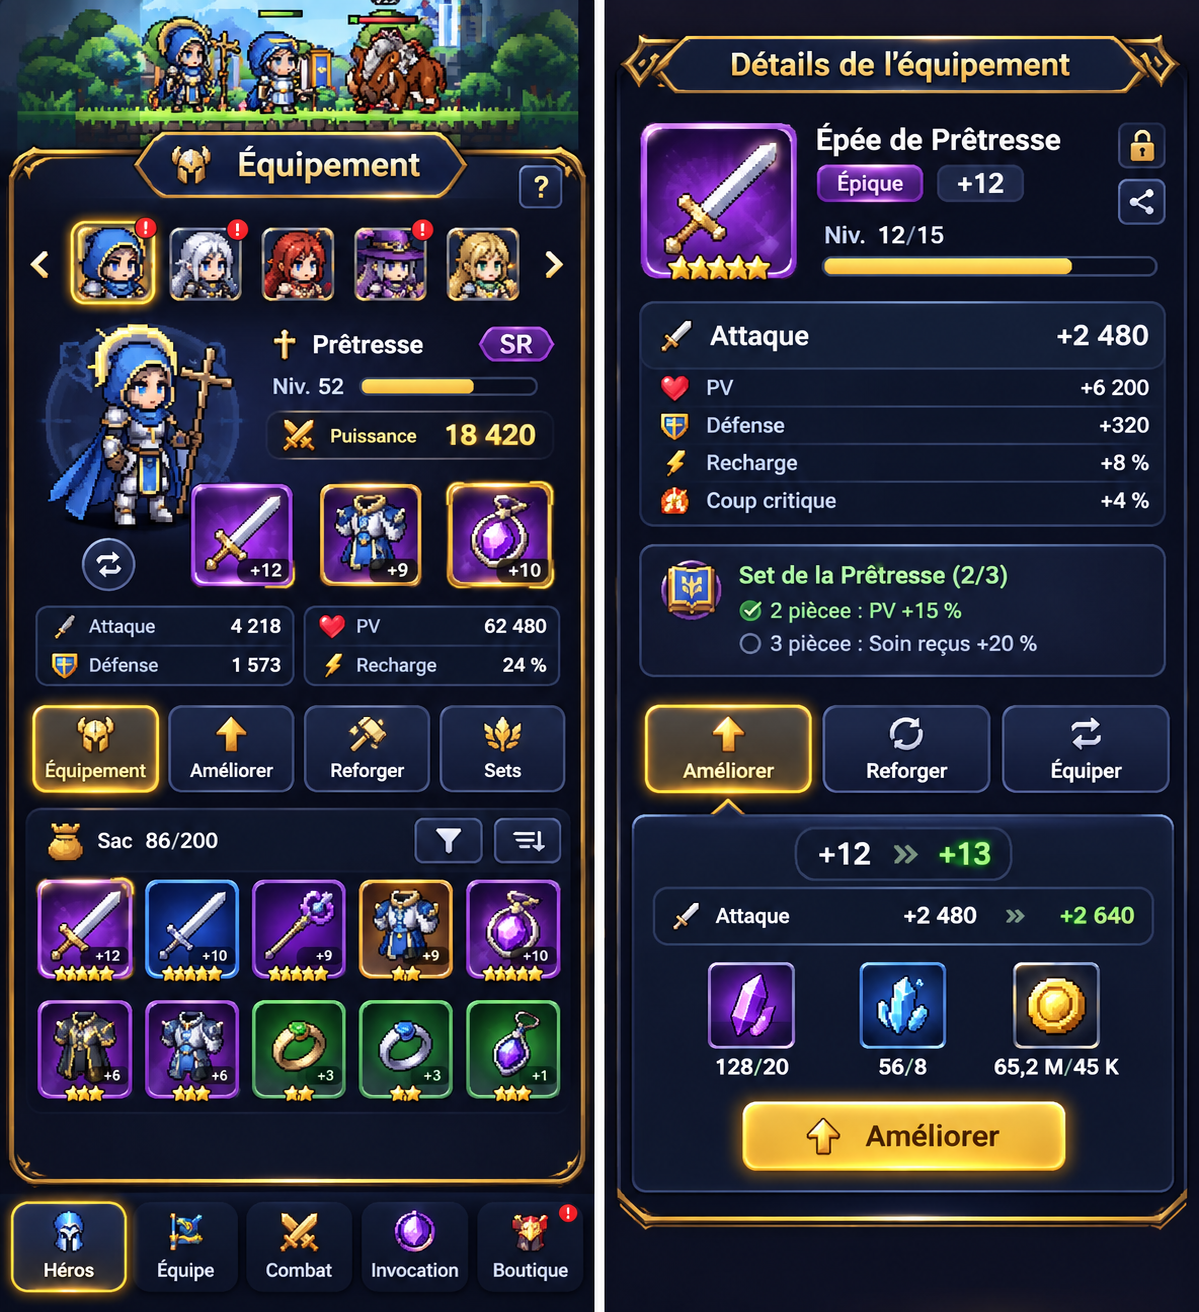 Équipement
?
!
!
!
Prêtresse
SR
Niv. 52
Puissance 18 420
+12
+9
+10
Attaque 4 218
PV 62 480
Défense 1 573
Recharge 24 %
Équipement
Améliorer
Reforger
Sets
Sac 86/200
+12
+10
+9
+9
+10
+6
+6
+3
+3
+1
Héros
Équipe
Combat
Invocation
Boutique
!
Détails de l'équipement
Épée de Prêtresse
Épique
+12
Niv. 12/15
Attaque +2 480
PV +6 200
Défense +320
Recharge +8 %
Coup critique +4 %
Set de la Prêtresse (2/3)
2 piècee : PV +15 %
3 piècee : Soin reçus +20 %
Améliorer
Reforger
Équiper
+12 » +13
Attaque +2 480 » +2 640
128/20
56/8
65,2 M/45 K
Améliorer